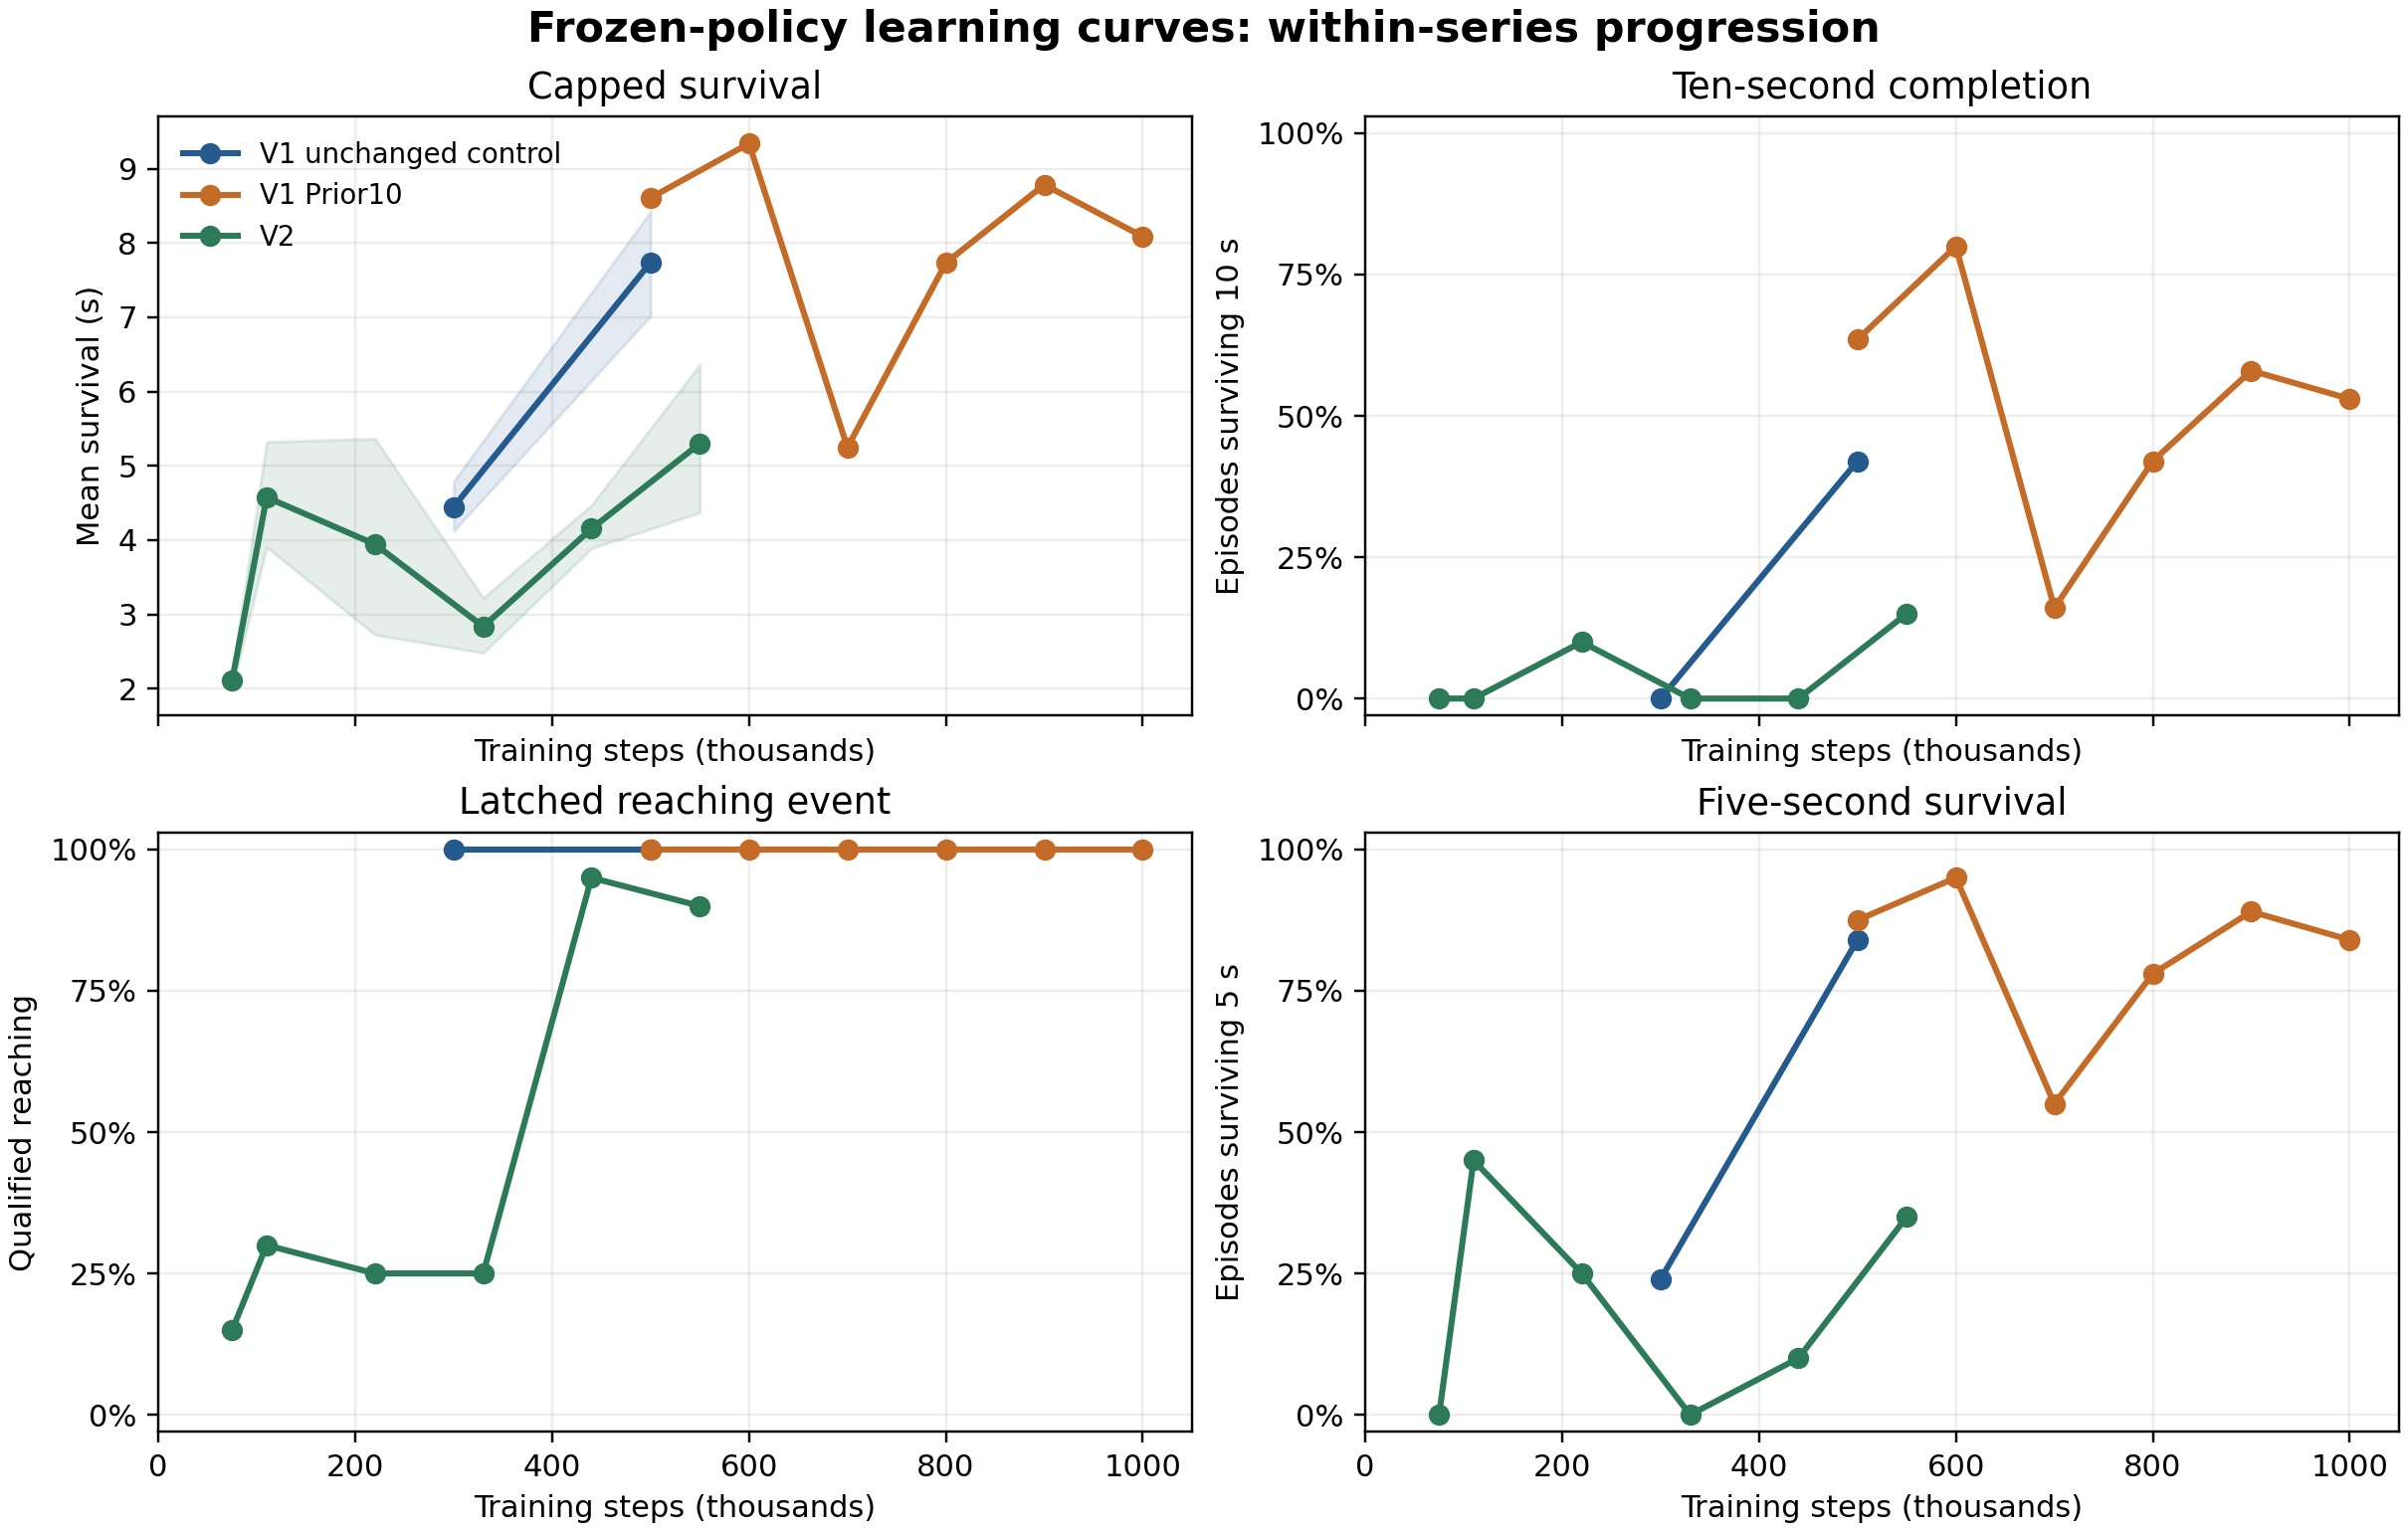 Frozen-policy learning curves: within-series progression
Capped survival
Mean survival (s)
9
8
7
6
5
4
3
2
V1 unchanged control
V1 Prior10
V2
Training steps (thousands)
Ten-second completion
Episodes surviving 10 s
100%
75%
50%
25%
0%
Training steps (thousands)
Latched reaching event
Qualified reaching
100%
75%
50%
25%
0%
0 200 400 600 800 1000
Training steps (thousands)
Five-second survival
Episodes surviving 5 s
100%
75%
50%
25%
0%
0 200 400 600 800 1000
Training steps (thousands)